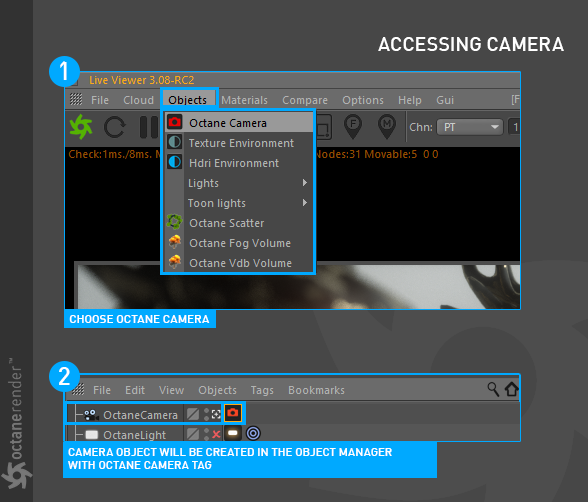 ACCESSING CAMERA
1
Live Viewer 3.08-RC2
File Cloud Objects Materials Compare Options Help Gui [F
Octane Camera
Chn: PT 1
Texture Environment
Check:1ms./8ms. M
Nodes:31 Movable:5 0 0
Hdri Environment
Lights
Toon lights
Octane Scatter
Octane Fog Volume
Octane Vdb Volume
CHOOSE OCTANE CAMERA
2
File Edit View Objects Tags Bookmarks
OctaneCamera
OctaneLight
CAMERA OBJECT WILL BE CREATED IN THE OBJECT MANAGER
WITH OCTANE CAMERA TAG
octanerender™